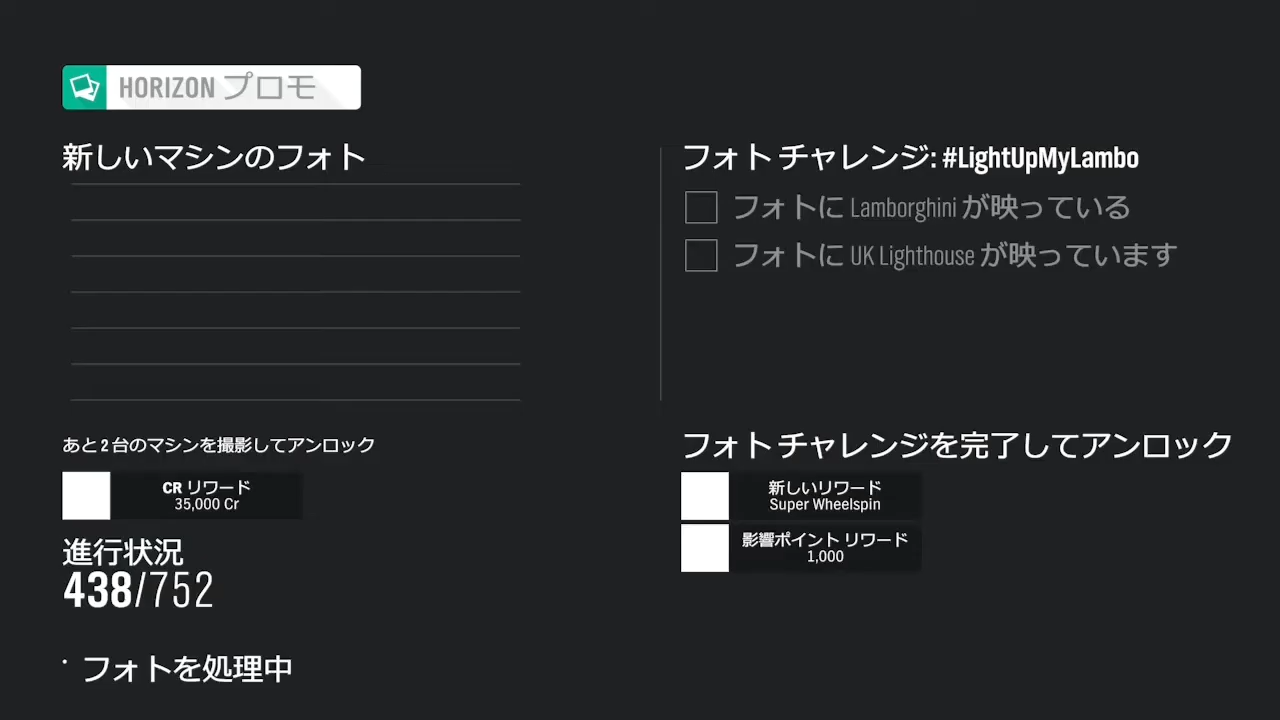 HORIZON プロモ
新しいマシンのフォト
あと2台のマシンを撮影してアンロック
CR リワード
35,000 Cr
進行状況
438/752
フォトを処理中
フォト チャレンジ: #LightUpMyLambo
フォトに Lamborghini が映っている
フォトに UK Lighthouse が映っています
フォト チャレンジを完了してアンロック
新しいリワード
Super Wheelspin
影響ポイント リワード
1,000